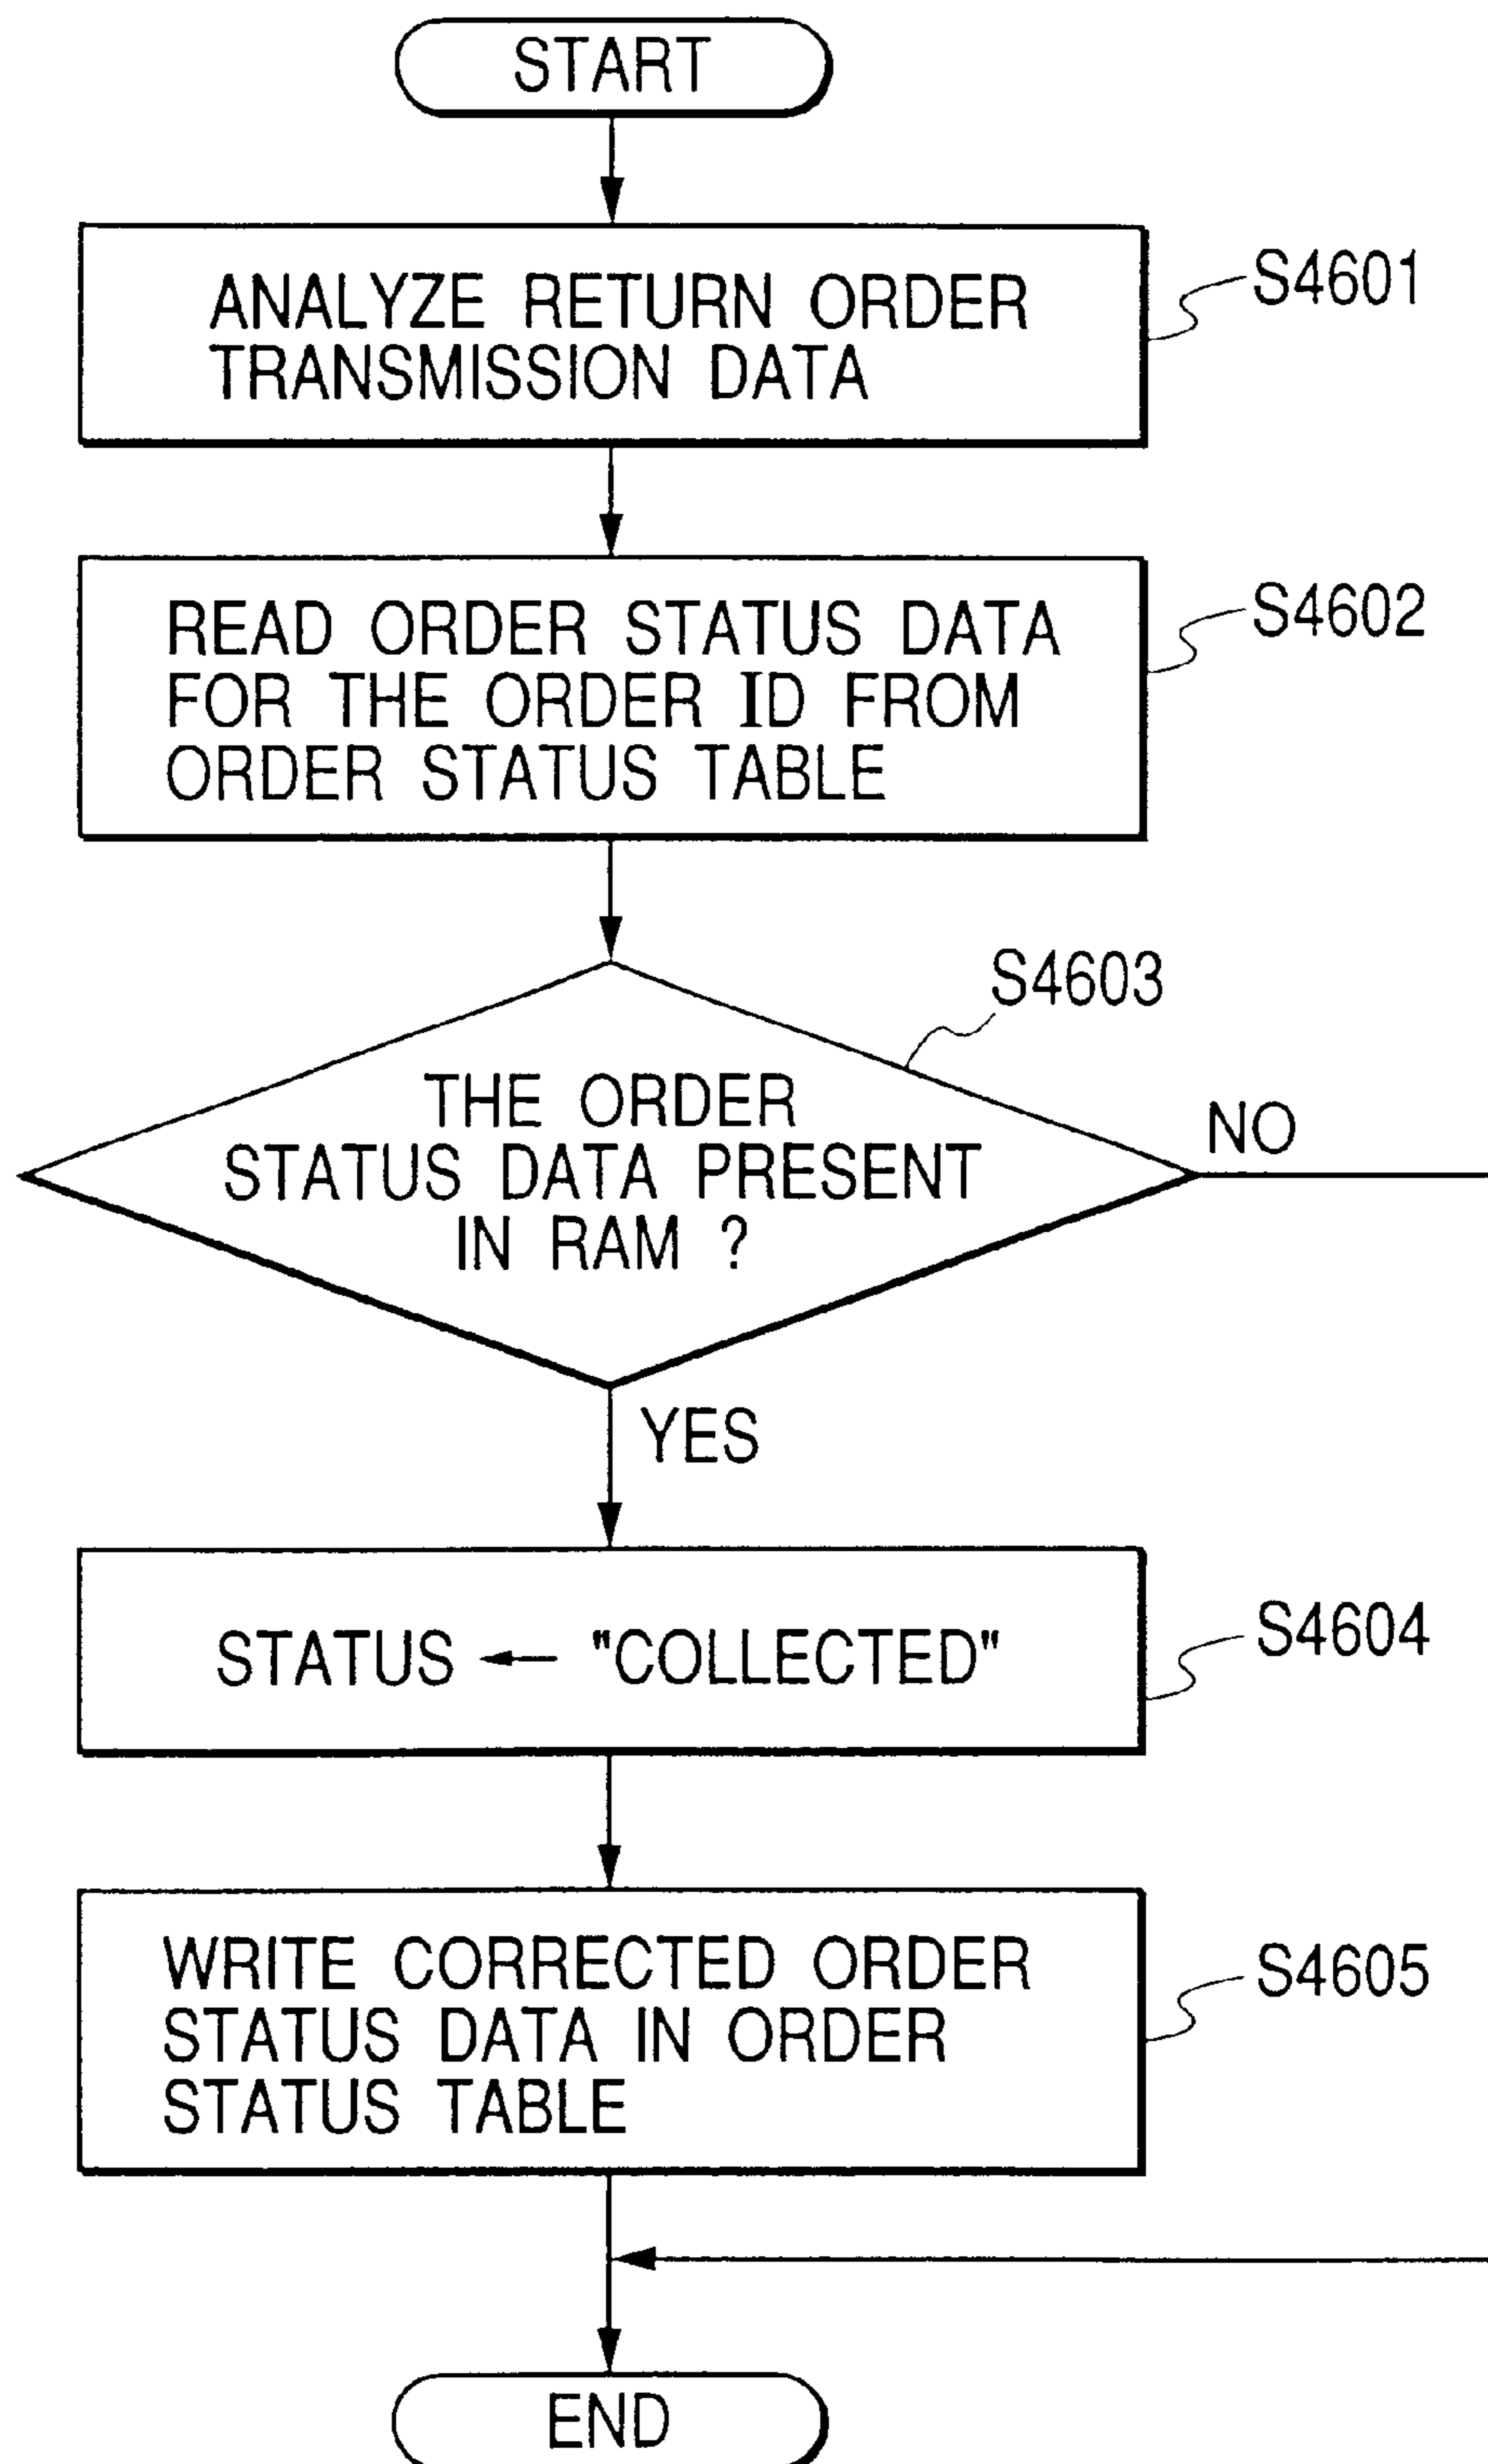 START
ANALYZE RETURN ORDER
TRANSMISSION DATA
S4601
READ ORDER STATUS DATA
FOR THE ORDER ID FROM
ORDER STATUS TABLE
S4602
S4603
THE ORDER
STATUS DATA PRESENT
IN RAM ?
NO
YES
STATUS ← "COLLECTED"
S4604
WRITE CORRECTED ORDER
STATUS DATA IN ORDER
STATUS TABLE
S4605
END